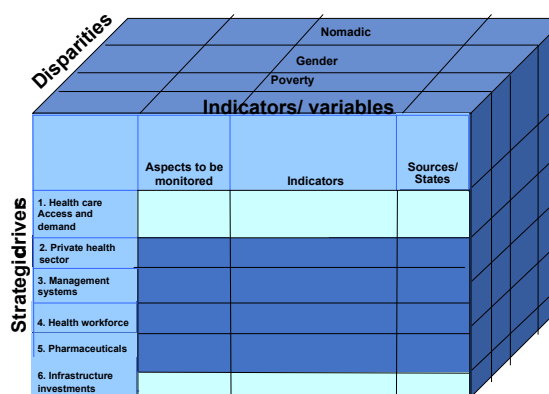 Disparities
Nomadic
Gender
Poverty
Indicators/ variables
Aspects to be
monitored
Indicators
Sources/
States
Strategic drives
1. Health care
Access and
demand
2. Private health
sector
3. Management
systems
4. Health workforce
5. Pharmaceuticals
6. Infrastructure
investments